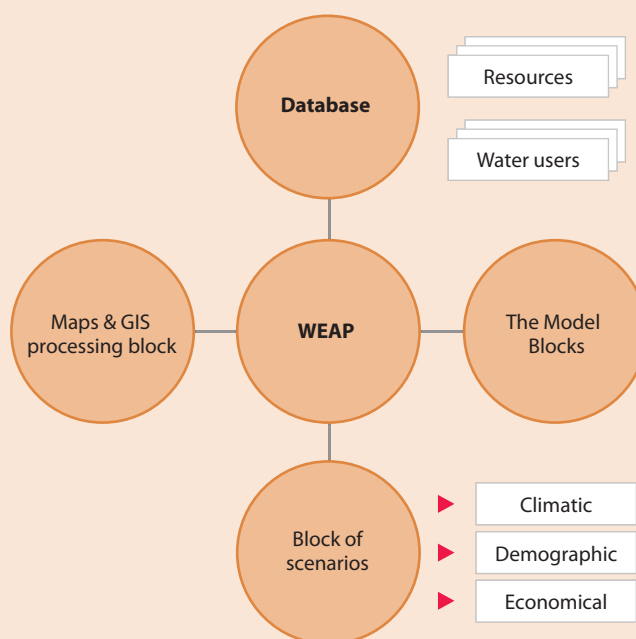 Database
Resources
Water users
Maps & GIS
processing block
WEAP
The Model
Blocks
Block of
scenarios
Climatic
Demographic
Economical